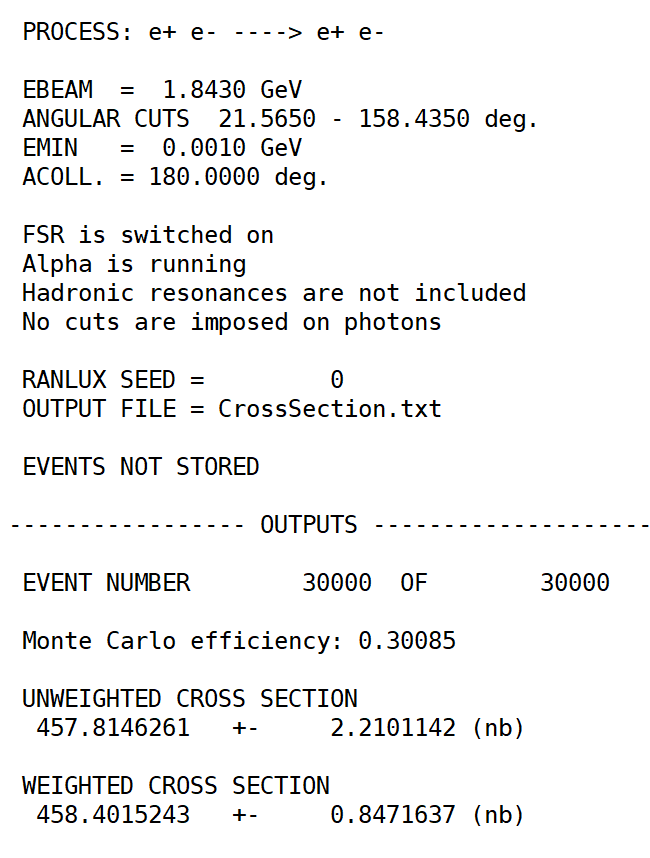 PROCESS: e+ e- ----> e+ e-
EBEAM  =  1.8430 GeV
ANGULAR CUTS  21.5650 - 158.4350 deg.
EMIN   =  0.0010 GeV
ACOLL. = 180.0000 deg.
FSR is switched on
Alpha is running
Hadronic resonances are not included
No cuts are imposed on photons
RANLUX SEED =         0
OUTPUT FILE = CrossSection.txt
EVENTS NOT STORED
----------------- OUTPUTS --------------------
EVENT NUMBER        30000  OF        30000
Monte Carlo efficiency: 0.30085
UNWEIGHTED CROSS SECTION
457.8146261   +-     2.2101142 (nb)
WEIGHTED CROSS SECTION
458.4015243   +-     0.8471637 (nb)